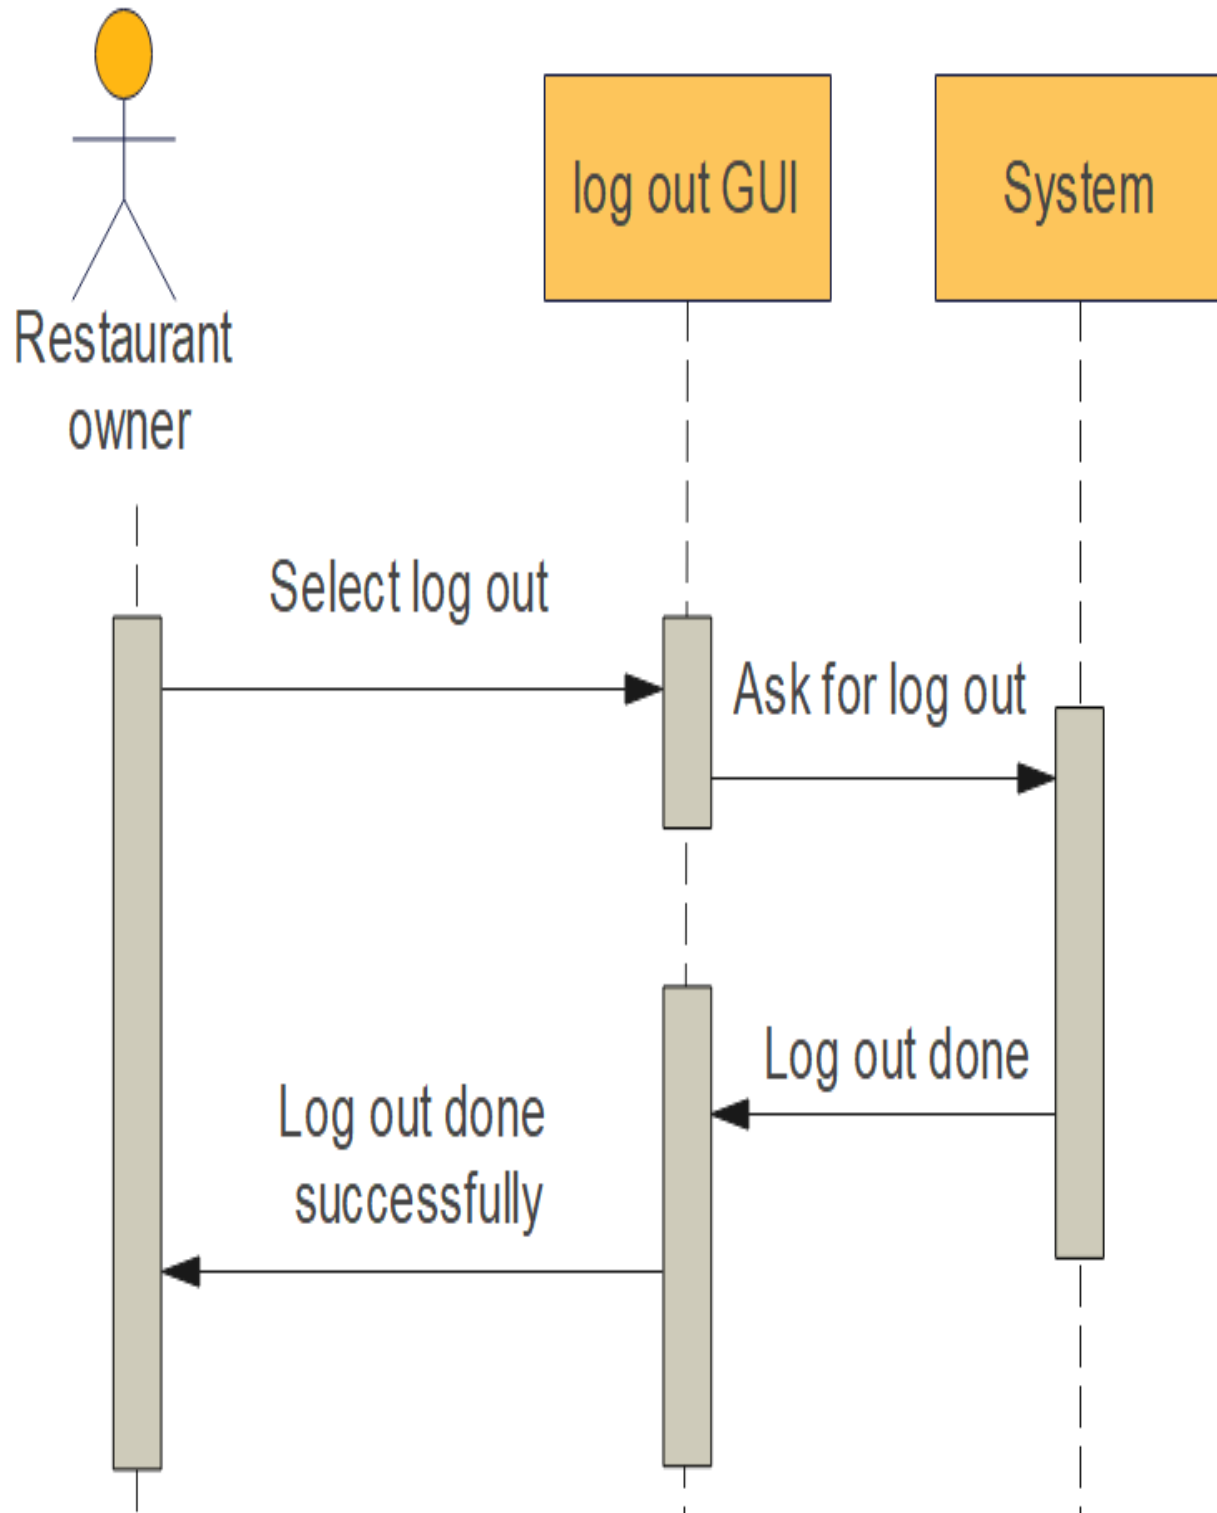 log out GUI
System
Restaurant
owner
Select log out
Ask for log out
Log out done
Log out done
successfully